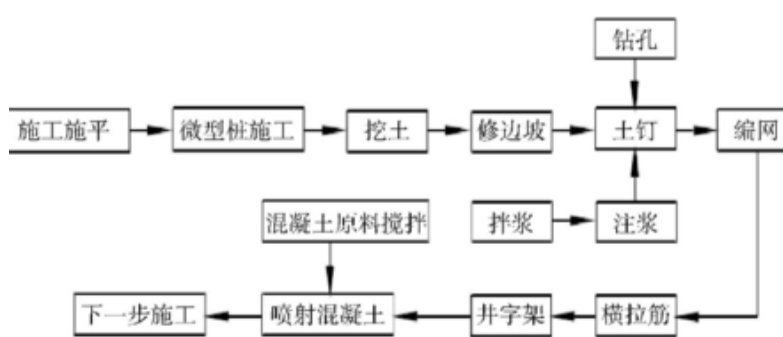 钻孔
施工施平
微型桩施工
挖土
修边坡
土钉
编网
混凝土原料搅拌
拌浆
注浆
下一步施工
喷射混凝土
井字架
横拉筋